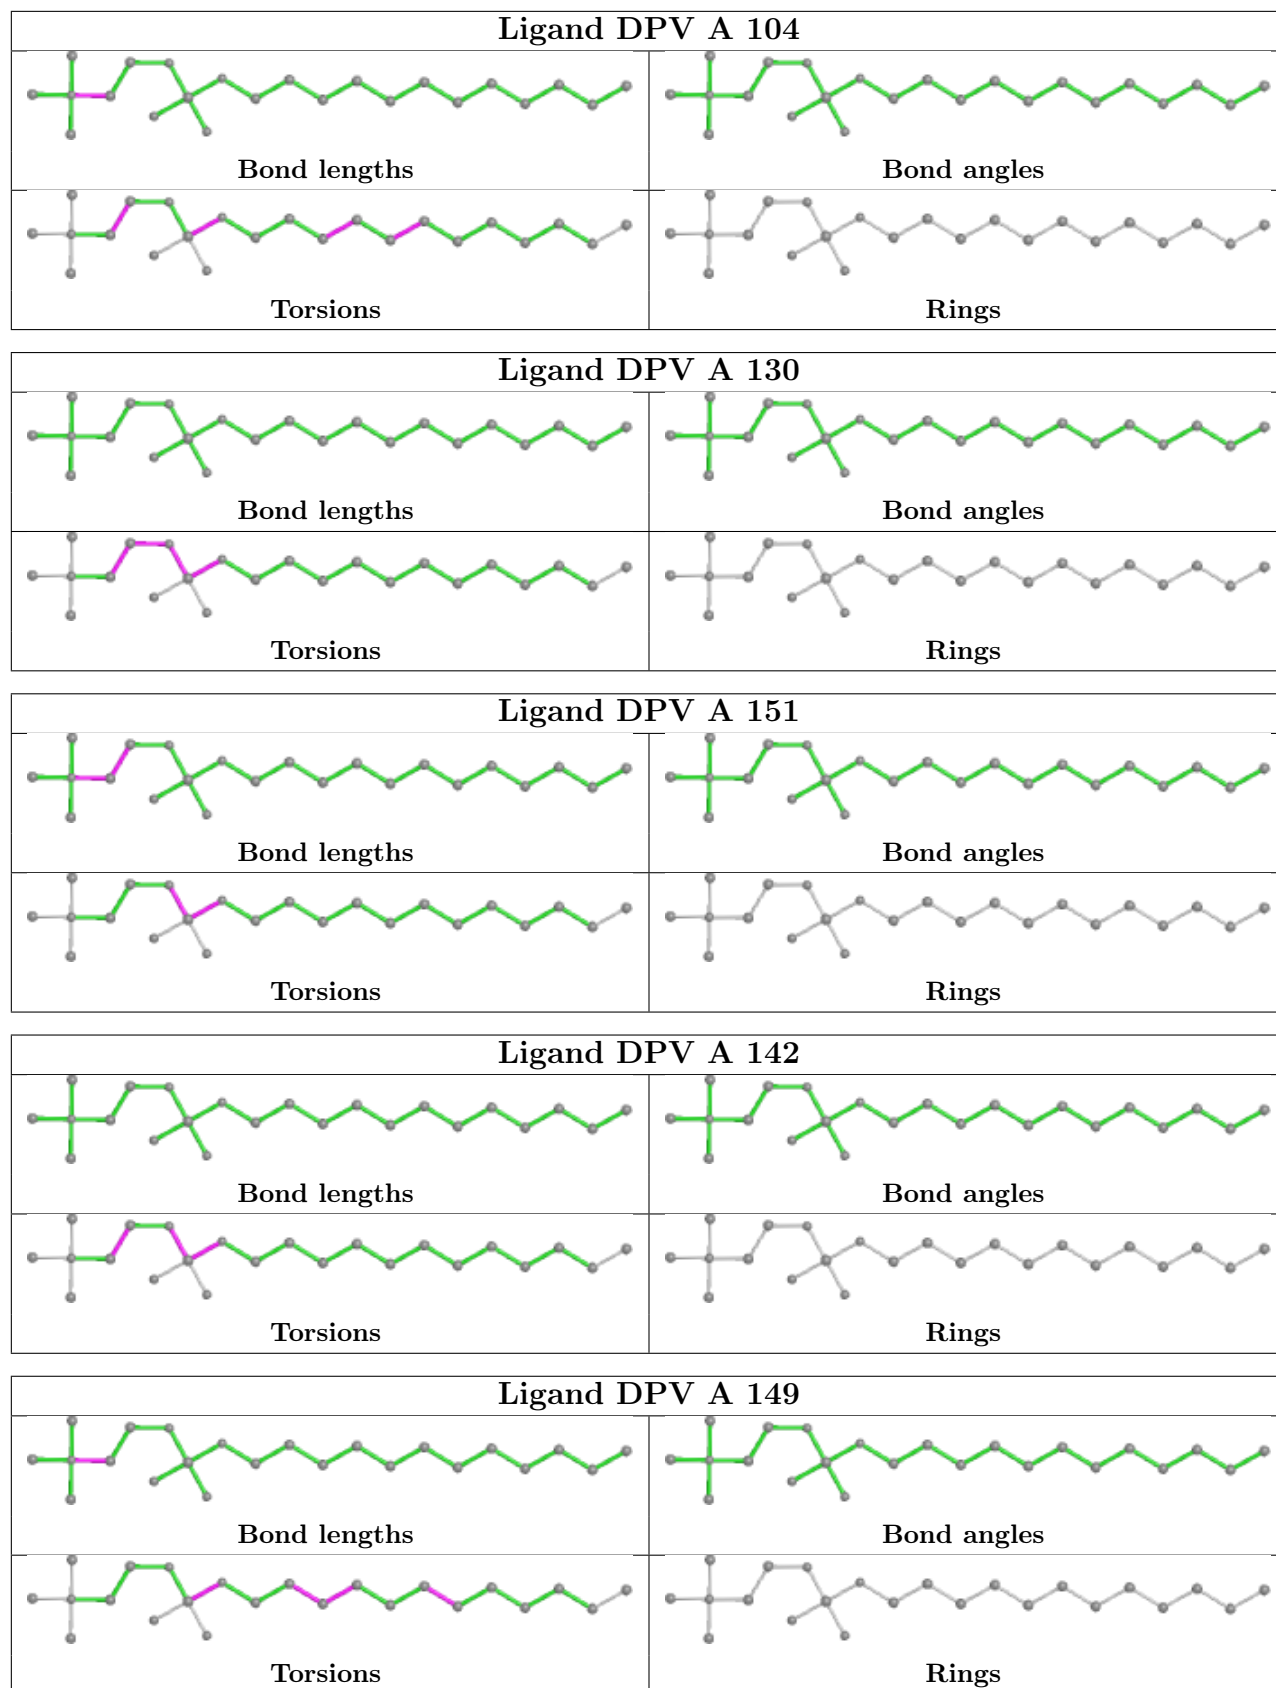 Ligand DPV A 104
Bond lengths
Bond angles
Torsions
Rings
Ligand DPV A 130
Bond lengths
Bond angles
Torsions
Rings
Ligand DPV A 151
Bond lengths
Bond angles
Torsions
Rings
Ligand DPV A 142
Bond lengths
Bond angles
Torsions
Rings
Ligand DPV A 149
Bond lengths
Bond angles
Torsions
Rings